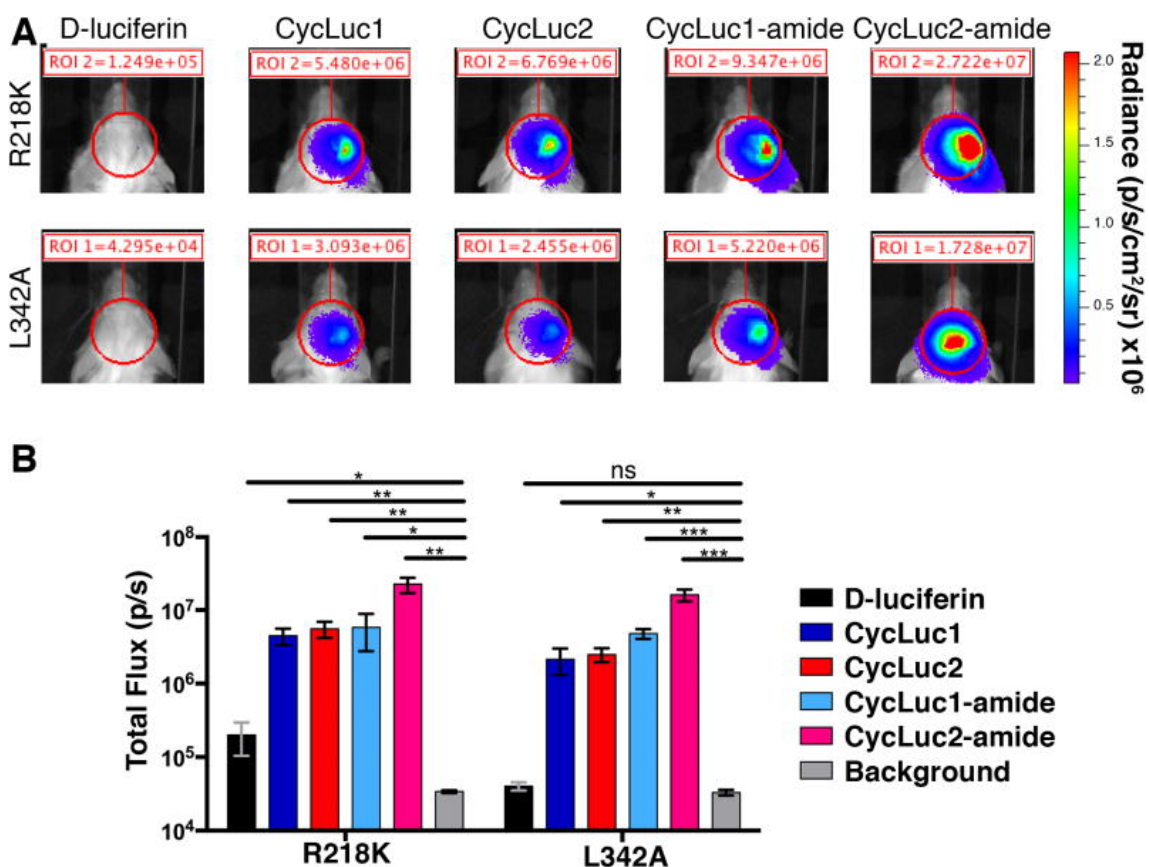 A
D-luciferin CycLuc1 CycLuc2 CycLuc1-amide CycLuc2-amide
R218K
ROI 2=1.249e+05 ROI 2=5.480e+06 ROI 2=6.769e+06 ROI 2=9.347e+06 ROI 2=2.722e+07
L342A
ROI 1=4.295e+04 ROI 1=3.093e+06 ROI 1=2.455e+06 ROI 1=5.220e+06 ROI 1=1.728e+07
2.0
1.5
1.0
0.5
Radiance (p/s/cm²/sr) x10⁶
B
* ns
** *
** **
* ***
** ***
Total Flux (p/s)
10⁸
10⁷
10⁶
10⁵
10⁴
R218K L342A
D-luciferin
CycLuc1
CycLuc2
CycLuc1-amide
CycLuc2-amide
Background